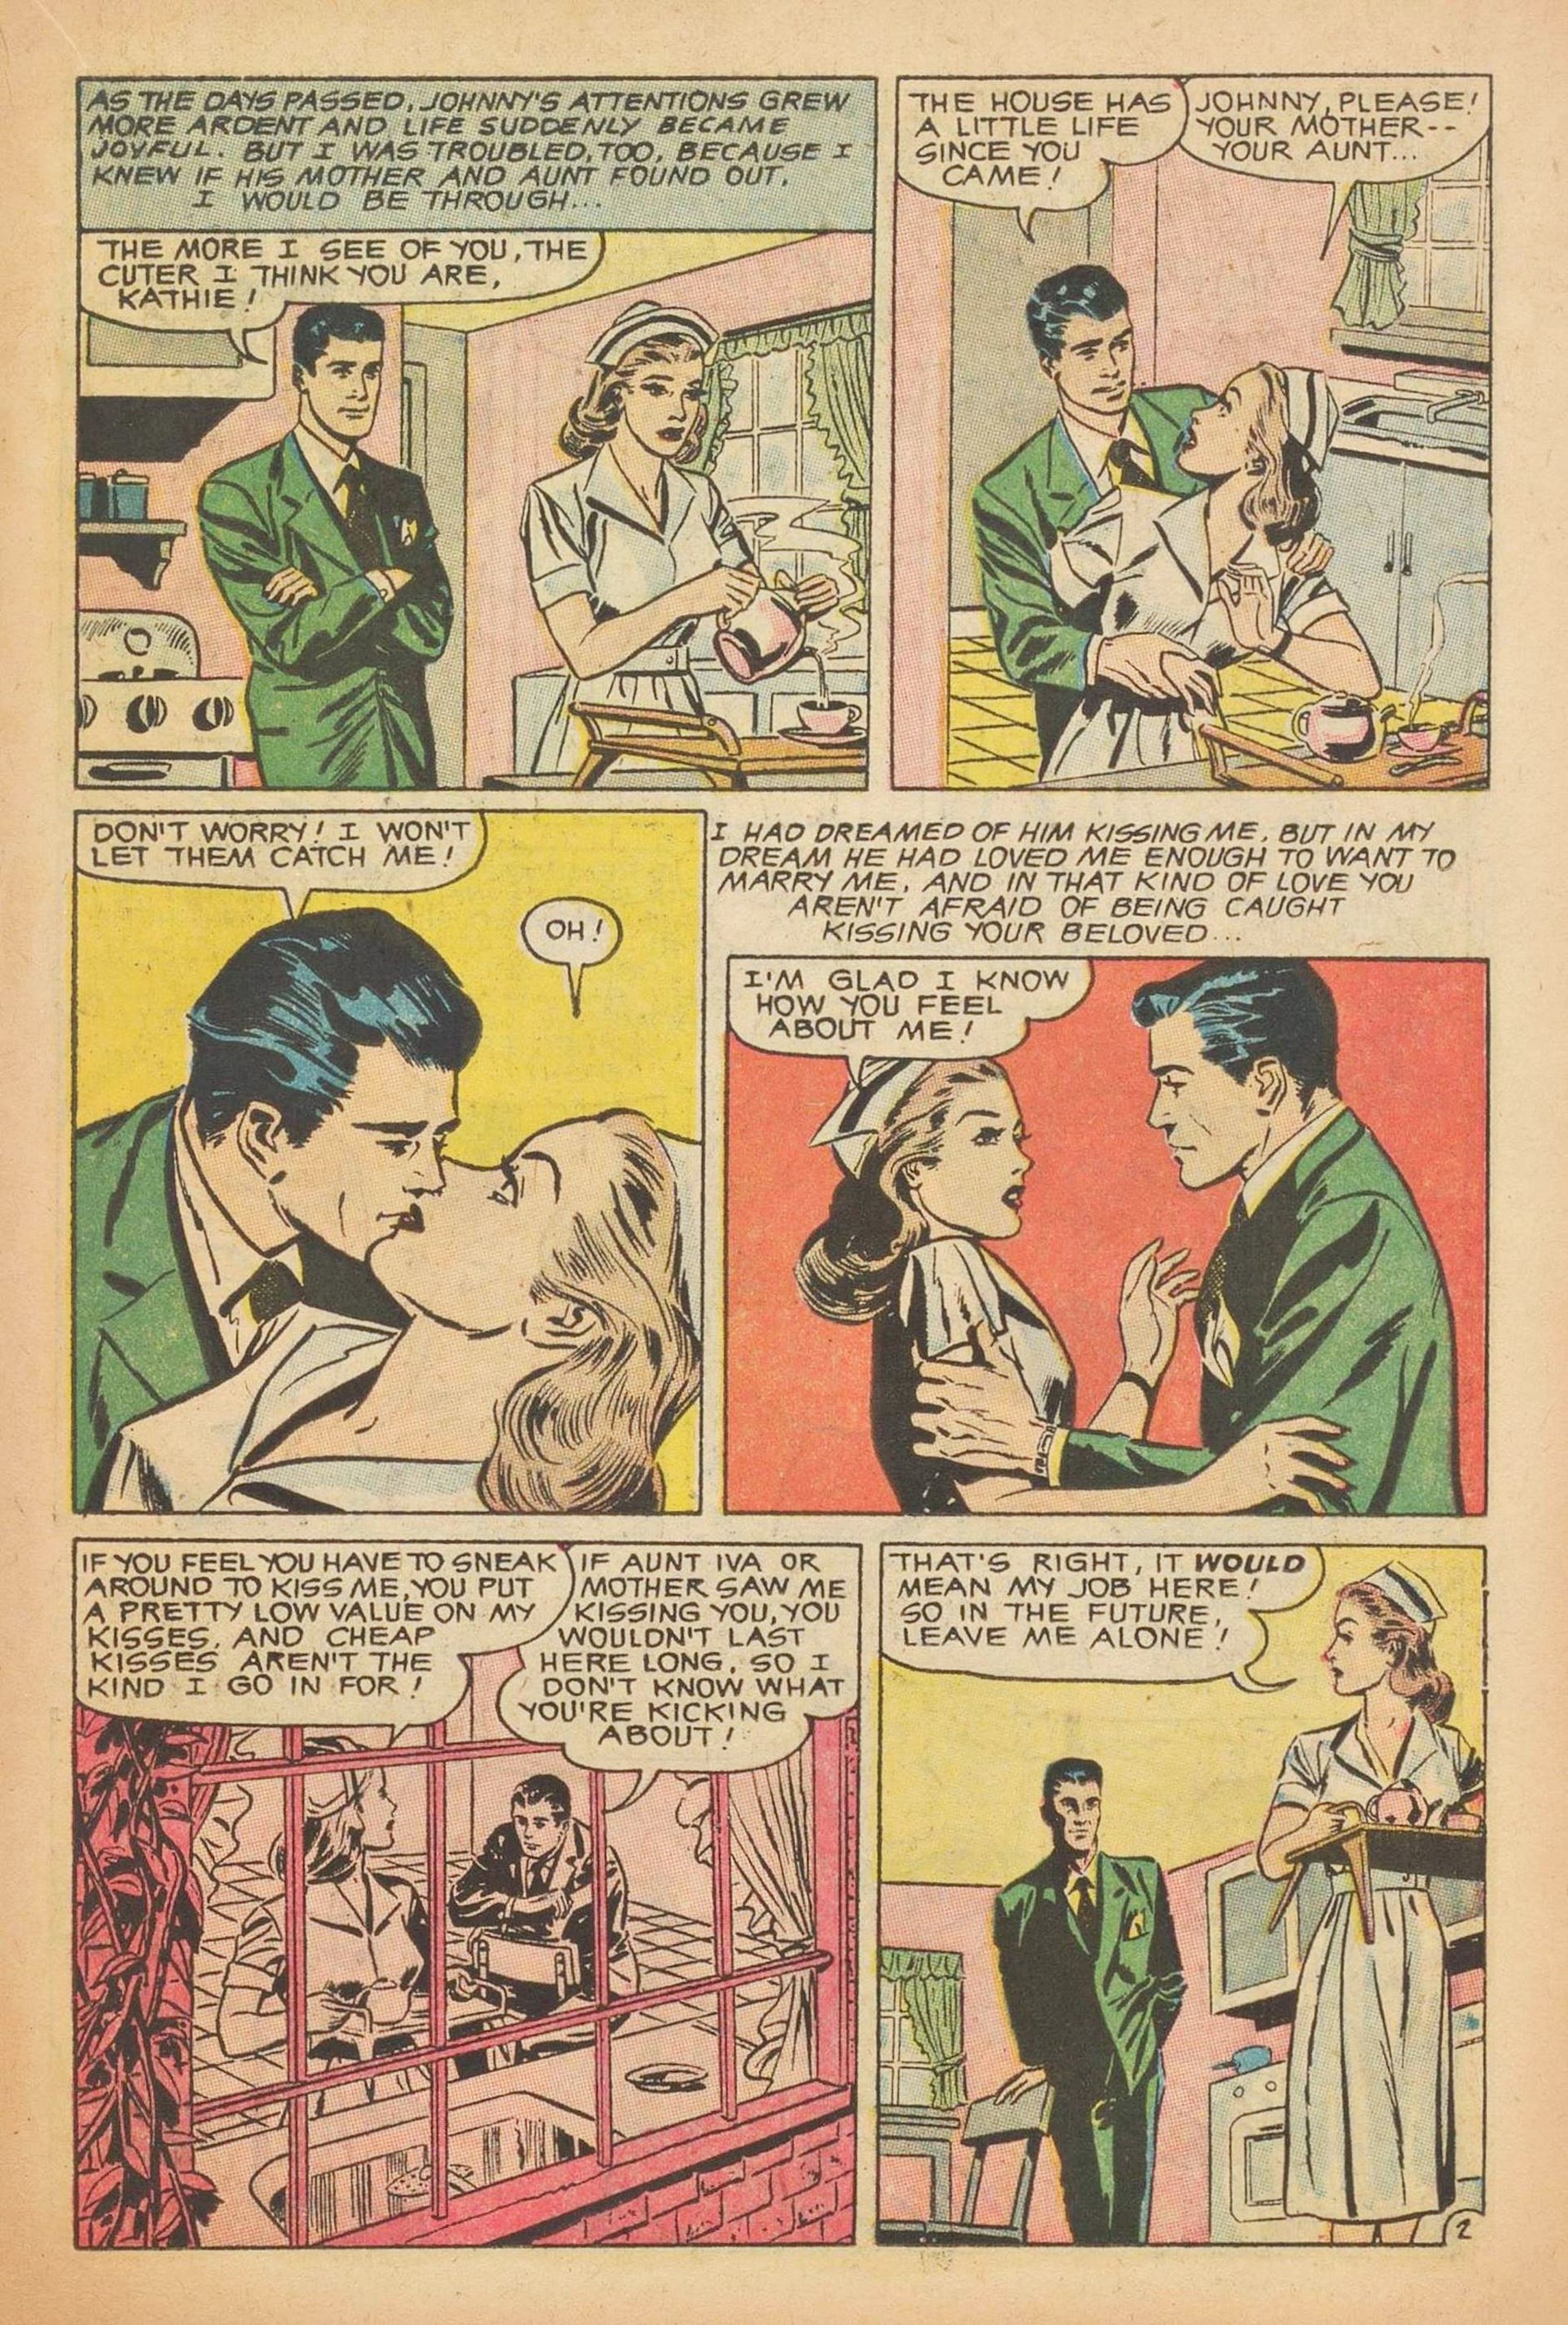 AS THE DAYS PASSED, JOHNNY'S ATTENTIONS GREW
MORE ARDENT AND LIFE SUDDENLY BECAME
JOYFUL. BUT I WAS TROUBLED, TOO, BECAUSE I
KNEW IF HIS MOTHER AND AUNT FOUND OUT,
I WOULD BE THROUGH...
THE MORE I SEE OF YOU, THE
CUTER I THINK YOU ARE,
KATHIE!
THE HOUSE HAS
A LITTLE LIFE
SINCE YOU
CAME!
JOHNNY, PLEASE!
YOUR MOTHER--
YOUR AUNT...
DON'T WORRY! I WON'T
LET THEM CATCH ME!
OH!
I HAD DREAMED OF HIM KISSING ME. BUT IN MY
DREAM HE HAD LOVED ME ENOUGH TO WANT TO
MARRY ME, AND IN THAT KIND OF LOVE YOU
AREN'T AFRAID OF BEING CAUGHT
KISSING YOUR BELOVED...
I'M GLAD I KNOW
HOW YOU FEEL
ABOUT ME!
IF YOU FEEL YOU HAVE TO SNEAK
AROUND TO KISS ME, YOU PUT
A PRETTY LOW VALUE ON MY
KISSES, AND CHEAP
KISSES AREN'T THE
KIND I GO IN FOR!
IF AUNT IVA OR
MOTHER SAW ME
KISSING YOU, YOU
WOULDN'T LAST
HERE LONG, SO I
DON'T KNOW WHAT
YOU'RE KICKING
ABOUT!
THAT'S RIGHT, IT WOULD
MEAN MY JOB HERE!
SO IN THE FUTURE,
LEAVE ME ALONE!
2